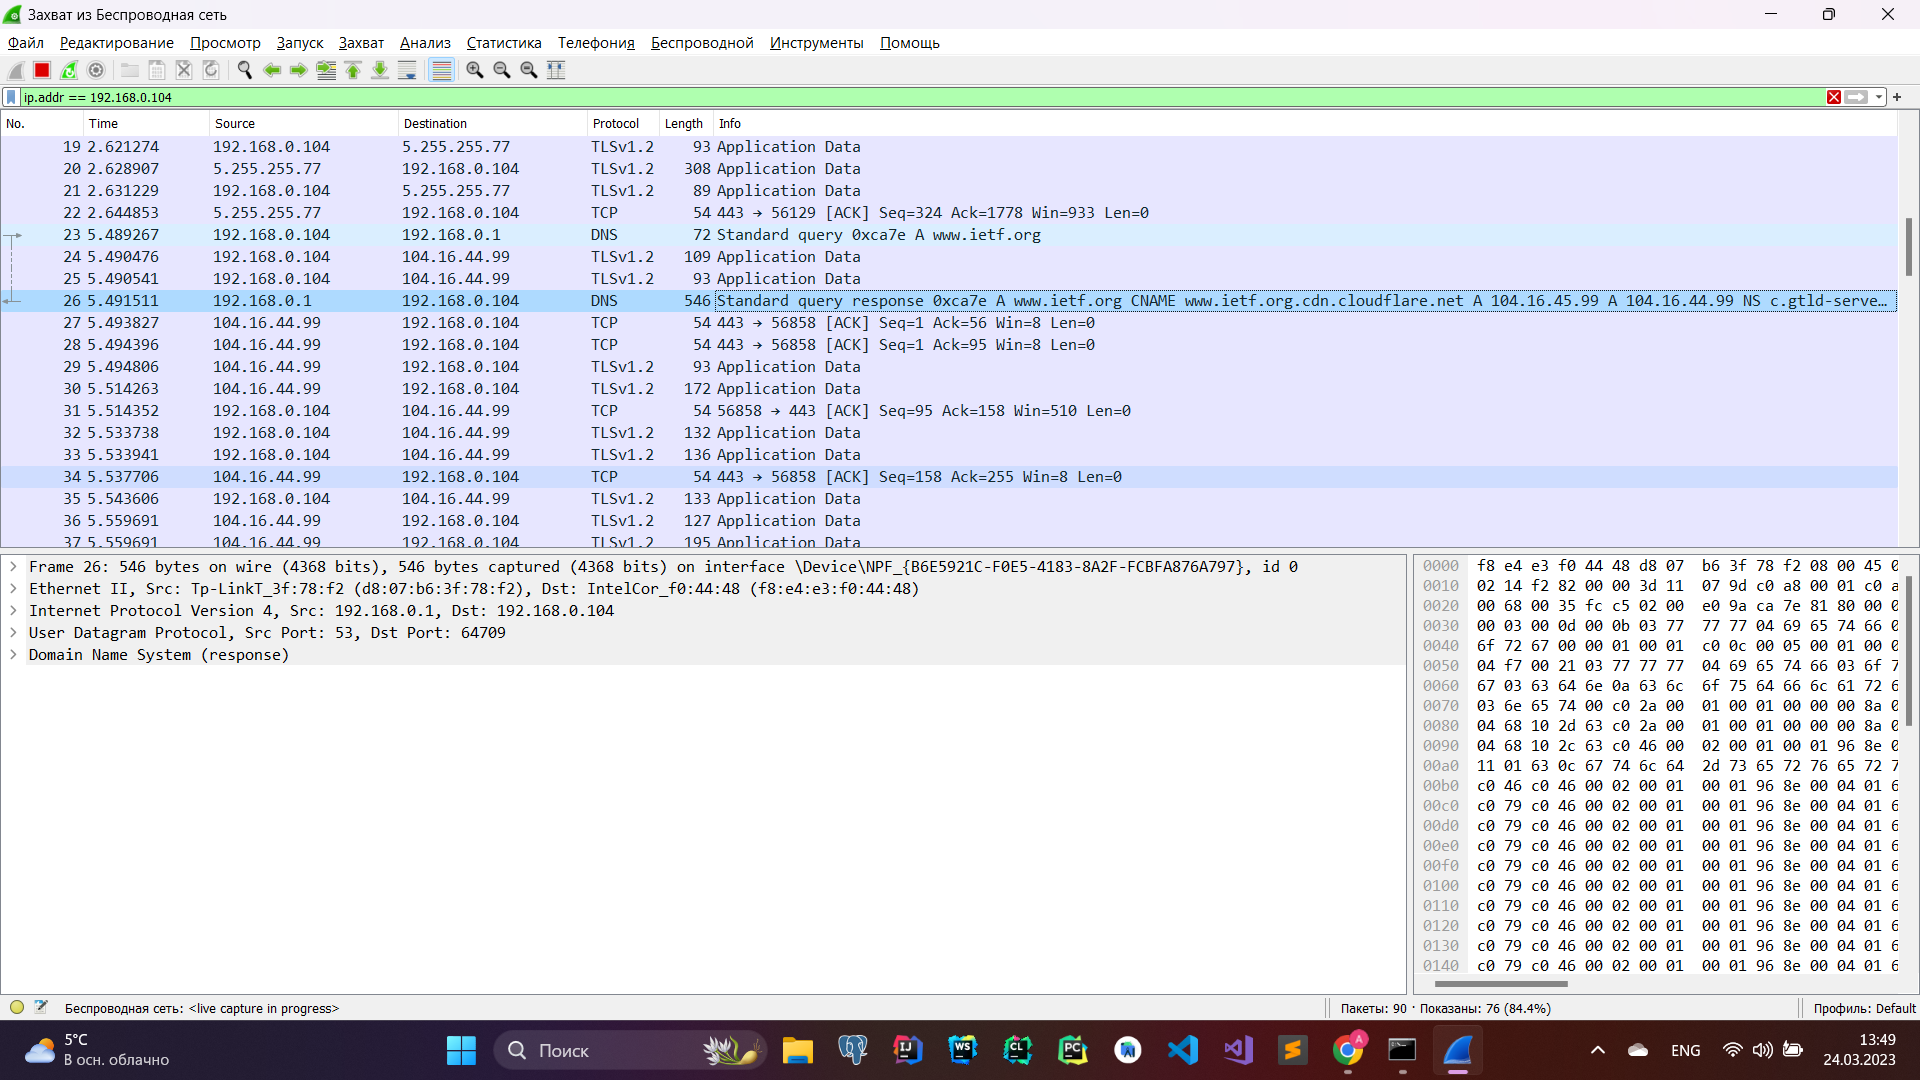 Захват из Беспроводная сеть
Файл Редактирование Просмотр Запуск Захват Анализ Статистика Телефония Беспроводной Инструменты Помощь
ip.addr == 192.168.0.104
No. Time Source Destination Protocol Length Info
19 2.621274 192.168.0.104 5.255.255.77 TLSv1.2 93 Application Data
20 2.628907 5.255.255.77 192.168.0.104 TLSv1.2 308 Application Data
21 2.631229 192.168.0.104 5.255.255.77 TLSv1.2 89 Application Data
22 2.644853 5.255.255.77 192.168.0.104 TCP 54 443 → 56129 [ACK] Seq=324 Ack=1778 Win=933 Len=0
23 5.489267 192.168.0.104 192.168.0.1 DNS 72 Standard query 0xca7e A www.ietf.org
24 5.490476 192.168.0.104 104.16.44.99 TLSv1.2 109 Application Data
25 5.490541 192.168.0.104 104.16.44.99 TLSv1.2 93 Application Data
26 5.491511 192.168.0.1 192.168.0.104 DNS 546 Standard query response 0xca7e A www.ietf.org CNAME www.ietf.org.cdn.cloudflare.net A 104.16.45.99 A 104.16.44.99 NS c.gtld-serve…
27 5.493827 104.16.44.99 192.168.0.104 TCP 54 443 → 56858 [ACK] Seq=1 Ack=56 Win=8 Len=0
28 5.494396 104.16.44.99 192.168.0.104 TCP 54 443 → 56858 [ACK] Seq=1 Ack=95 Win=8 Len=0
29 5.494806 104.16.44.99 192.168.0.104 TLSv1.2 93 Application Data
30 5.514263 104.16.44.99 192.168.0.104 TLSv1.2 172 Application Data
31 5.514352 192.168.0.104 104.16.44.99 TCP 54 56858 → 443 [ACK] Seq=95 Ack=158 Win=510 Len=0
32 5.533738 192.168.0.104 104.16.44.99 TLSv1.2 132 Application Data
33 5.533941 192.168.0.104 104.16.44.99 TLSv1.2 136 Application Data
34 5.537706 104.16.44.99 192.168.0.104 TCP 54 443 → 56858 [ACK] Seq=158 Ack=255 Win=8 Len=0
35 5.543606 192.168.0.104 104.16.44.99 TLSv1.2 133 Application Data
36 5.559691 104.16.44.99 192.168.0.104 TLSv1.2 127 Application Data
37 5.559691 104.16.44.99 192.168.0.104 TLSv1.2 195 Application Data
Frame 26: 546 bytes on wire (4368 bits), 546 bytes captured (4368 bits) on interface \Device\NPF_{B6E5921C-F0E5-4183-8A2F-FCBFA876A797}, id 0
Ethernet II, Src: Tp-LinkT_3f:78:f2 (d8:07:b6:3f:78:f2), Dst: IntelCor_f0:44:48 (f8:e4:e3:f0:44:48)
Internet Protocol Version 4, Src: 192.168.0.1, Dst: 192.168.0.104
User Datagram Protocol, Src Port: 53, Dst Port: 64709
Domain Name System (response)
0000 f8 e4 e3 f0 44 48 d8 07 b6 3f 78 f2 08 00 45 0
0010 02 14 f2 82 00 00 3d 11 07 9d c0 a8 00 01 c0 a
0020 00 68 00 35 fc c5 02 00 e0 9a ca 7e 81 80 00 0
0030 00 03 00 0d 00 0b 03 77 77 77 04 69 65 74 66 0
0040 6f 72 67 00 00 01 00 01 c0 0c 00 05 00 01 00 0
0050 04 f7 00 21 03 77 77 77 04 69 65 74 66 03 6f 7
0060 67 03 63 64 6e 0a 63 6c 6f 75 64 66 6c 61 72 6
0070 03 6e 65 74 00 c0 2a 00 01 00 01 00 00 00 8a 0
0080 04 68 10 2d 63 c0 2a 00 01 00 01 00 00 00 8a 0
0090 04 68 10 2c 63 c0 46 00 02 00 01 00 01 96 8e 0
00a0 11 01 63 0c 67 74 6c 64 2d 73 65 72 76 65 72 7
00b0 c0 46 c0 46 00 02 00 01 00 01 96 8e 00 04 01 6
00c0 c0 79 c0 46 00 02 00 01 00 01 96 8e 00 04 01 6
00d0 c0 79 c0 46 00 02 00 01 00 01 96 8e 00 04 01 6
00e0 c0 79 c0 46 00 02 00 01 00 01 96 8e 00 04 01 6
00f0 c0 79 c0 46 00 02 00 01 00 01 96 8e 00 04 01 6
0100 c0 79 c0 46 00 02 00 01 00 01 96 8e 00 04 01 6
0110 c0 79 c0 46 00 02 00 01 00 01 96 8e 00 04 01 6
0120 c0 79 c0 46 00 02 00 01 00 01 96 8e 00 04 01 6
0130 c0 79 c0 46 00 02 00 01 00 01 96 8e 00 04 01 6
0140 c0 79 c0 46 00 02 00 01 00 01 96 8e 00 04 01 6
Беспроводная сеть: <live capture in progress> Пакеты: 90 · Показаны: 76 (84.4%) Профиль: Default
5°C
В осн. облачно
Поиск
IJ
WS
CL
PC
A
ENG
13:49
24.03.2023